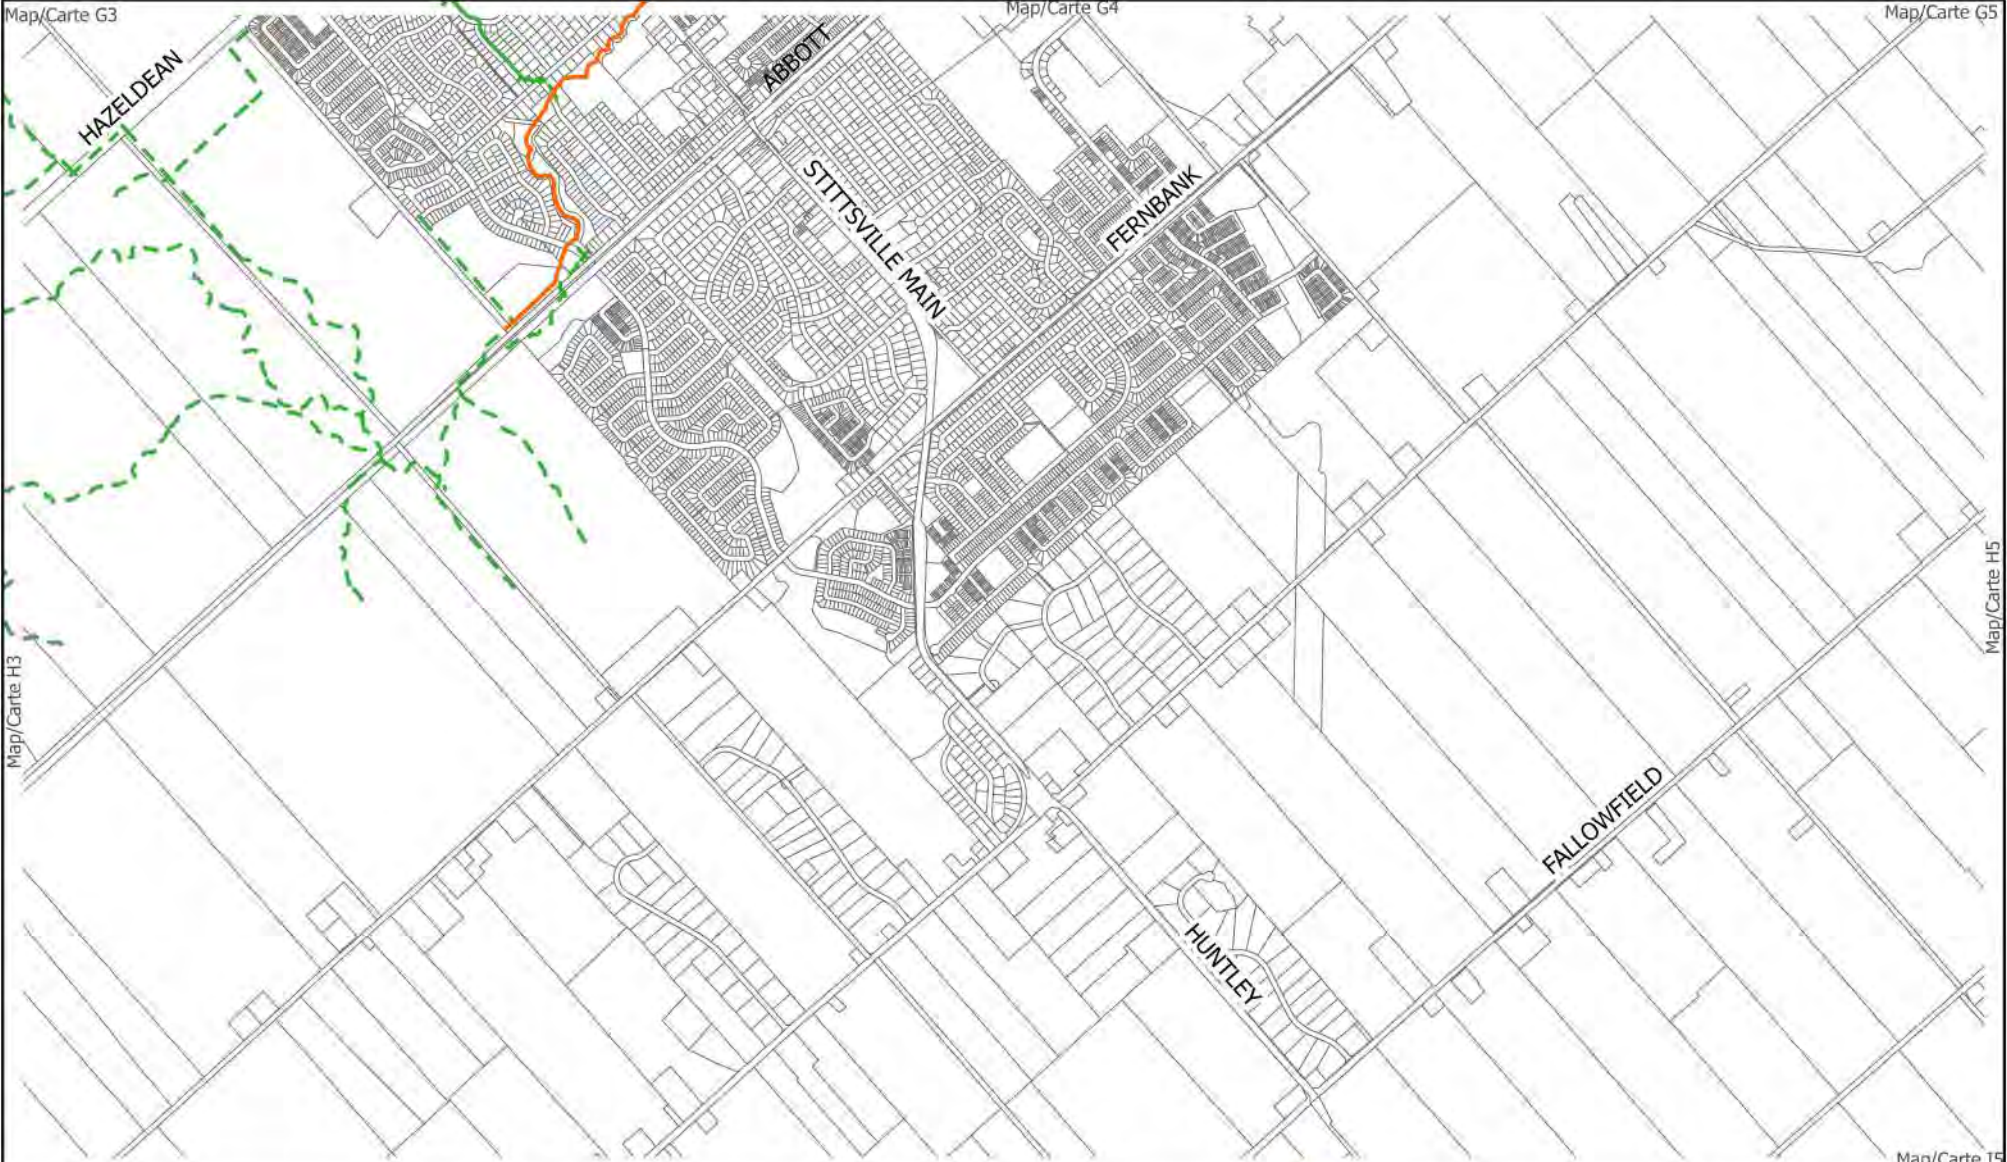 Map/Carte G3
Map/Carte G4
Map/Carte G5
HAZELDEAN
ABBOTT
STITTSVILLE MAIN
FERNBANK
Map/Carte H3
Map/Carte H5
FALLOWFIELD
HUNTLEY
Map/Carte I5